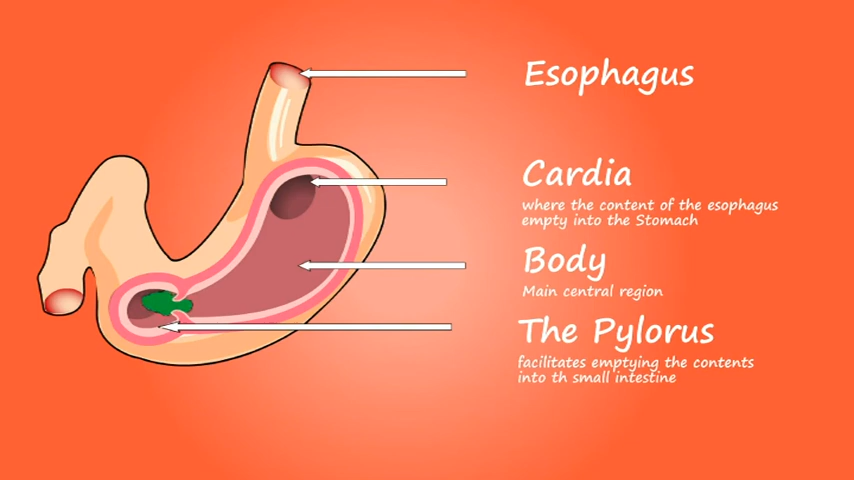 Esophagus
Cardia
where the content of the esophagus
empty into the Stomach
Body
Main central region
The Pylorus
facilitates emptying the contents
into th small intestine